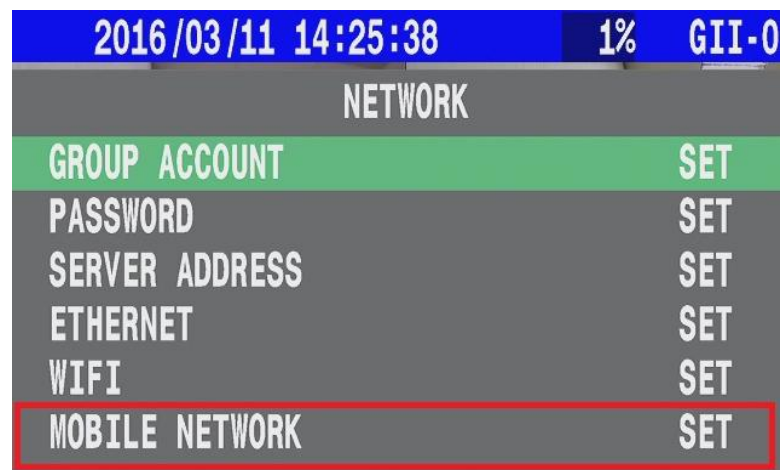 2016/03/11 14:25:38 1% GII-0
NETWORK
GROUP ACCOUNT SET
PASSWORD SET
SERVER ADDRESS SET
ETHERNET SET
WIFI SET
MOBILE NETWORK SET